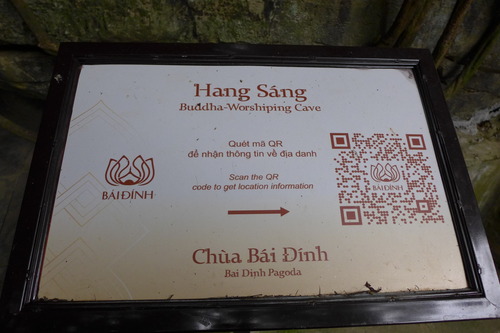 Hang Sáng
Buddha-Worshiping Cave
Quét mã QR
để nhận thông tin về địa danh
Scan the QR
code to get location information
BÁI ĐÍNH
BÁI ĐÍNH
Chùa Bái Đính
Bai Dinh Pagoda